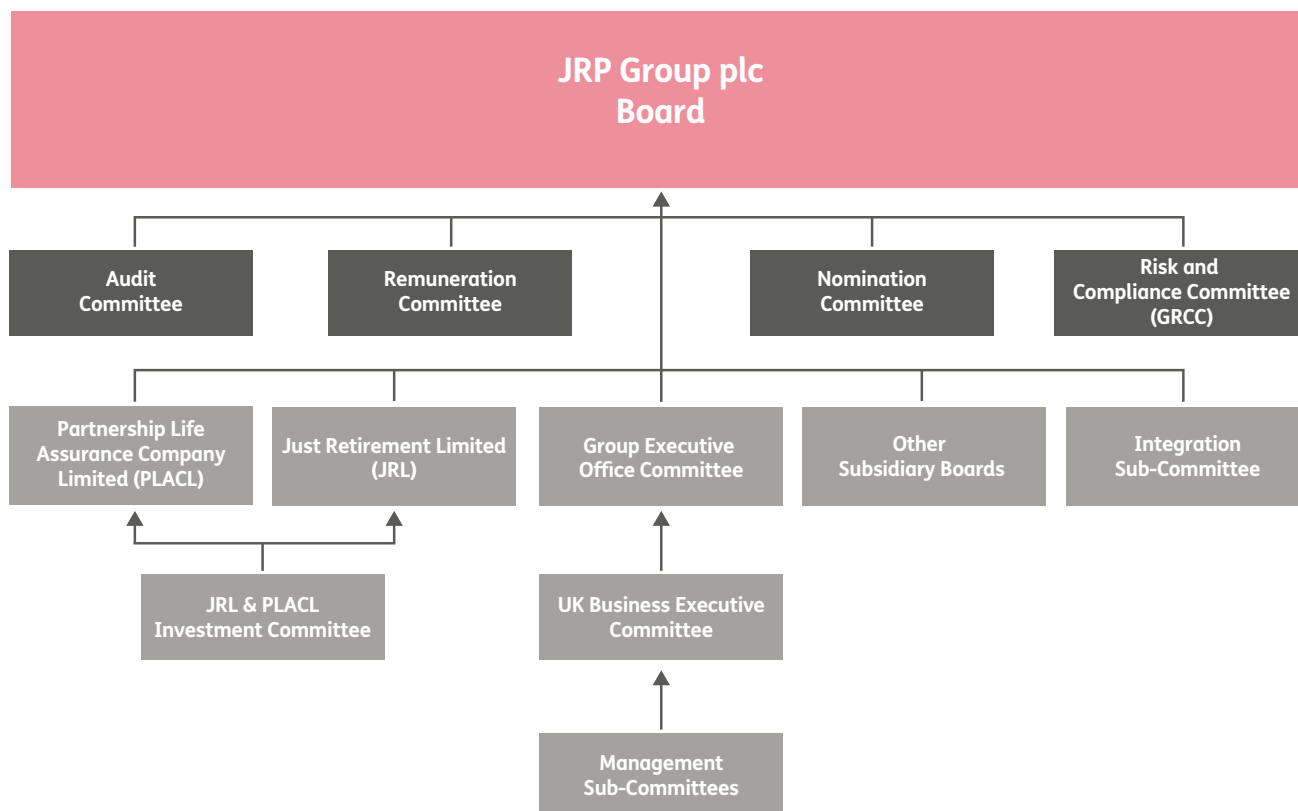 JRP Group plc
Board
Audit
Committee
Remuneration
Committee
Nomination
Committee
Risk and
Compliance Committee
(GRCC)
Partnership Life
Assurance Company
Limited (PLACL)
Just Retirement Limited
(JRL)
Group Executive
Office Committee
Other
Subsidiary Boards
Integration
Sub-Committee
JRL & PLACL
Investment Committee
UK Business Executive
Committee
Management
Sub-Committees